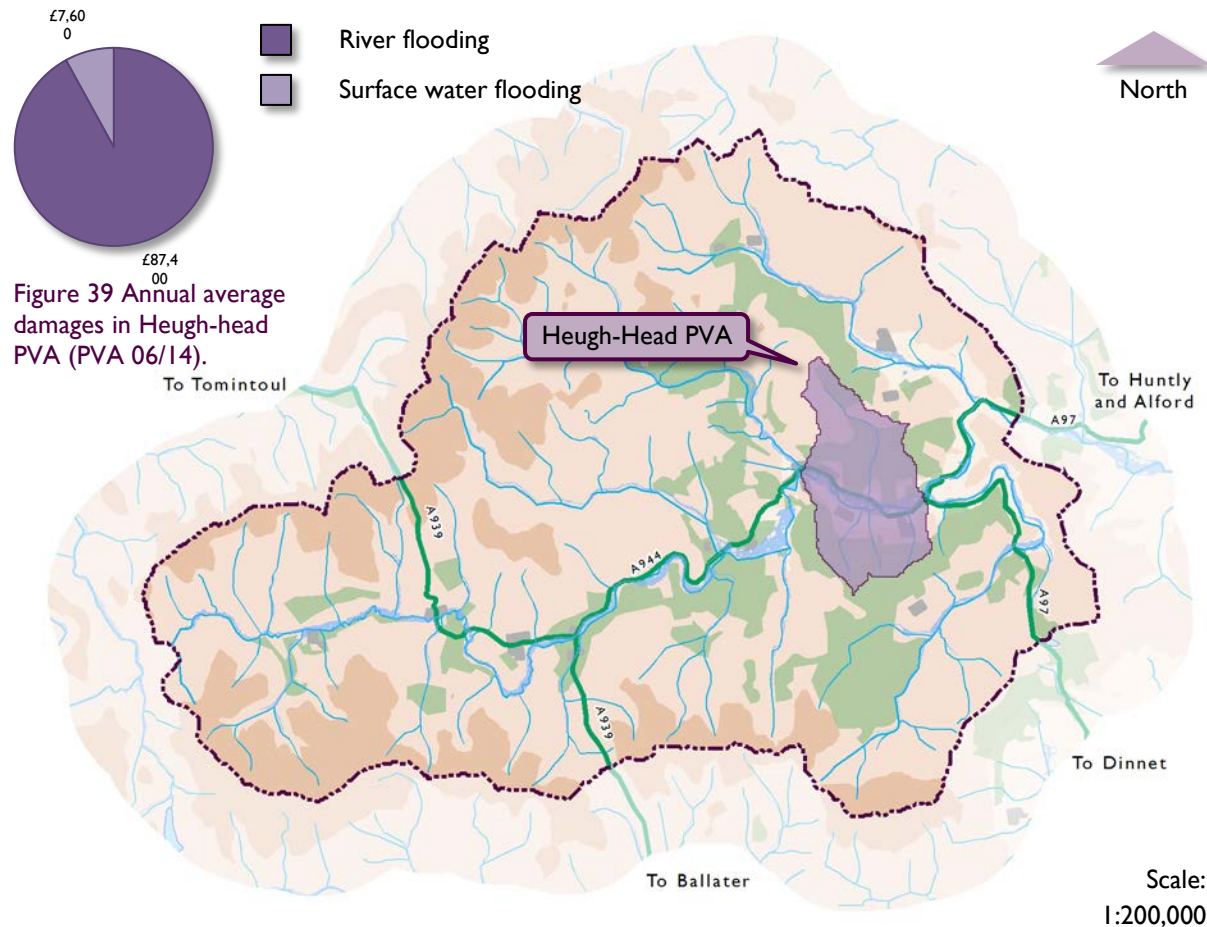 £7,60
0
River flooding
Surface water flooding
North
£87,4
00
Figure 39 Annual average
damages in Heugh-head
PVA (PVA 06/14).
Heugh-Head PVA
To Tomintoul
To Huntly
and Alford
A97
A939
A944
A97
A939
To Dinnet
To Ballater
Scale:
1:200,000